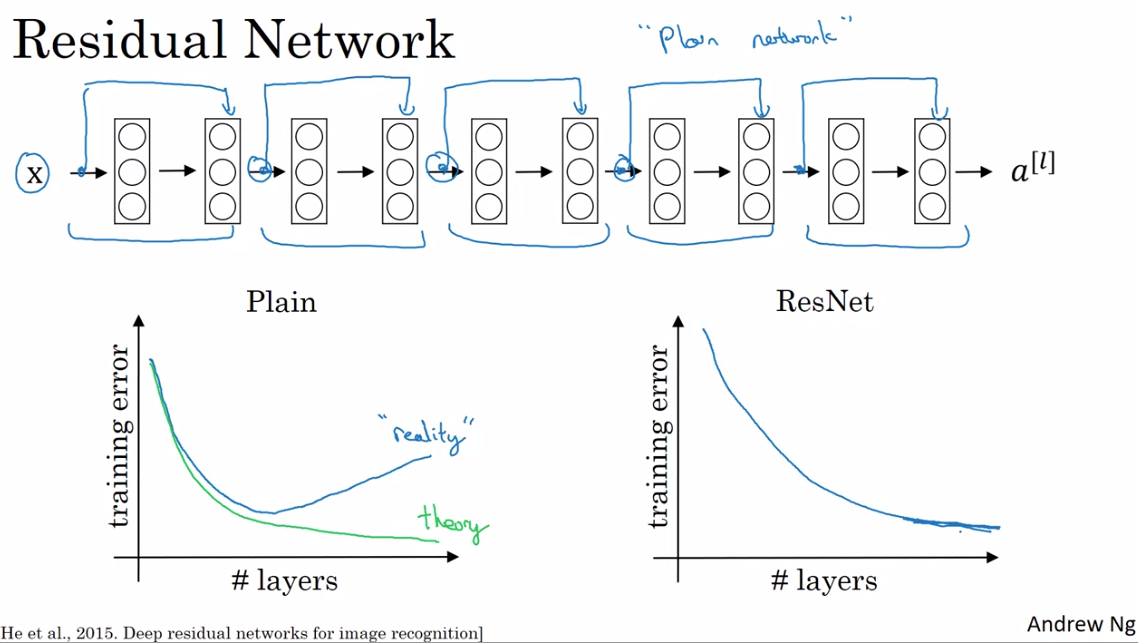 Residual Network
"Plain network"
x
a[l]
Plain
ResNet
training error
"reality"
theory
# layers
training error
# layers
He et al., 2015. Deep residual networks for image recognition]
Andrew Ng